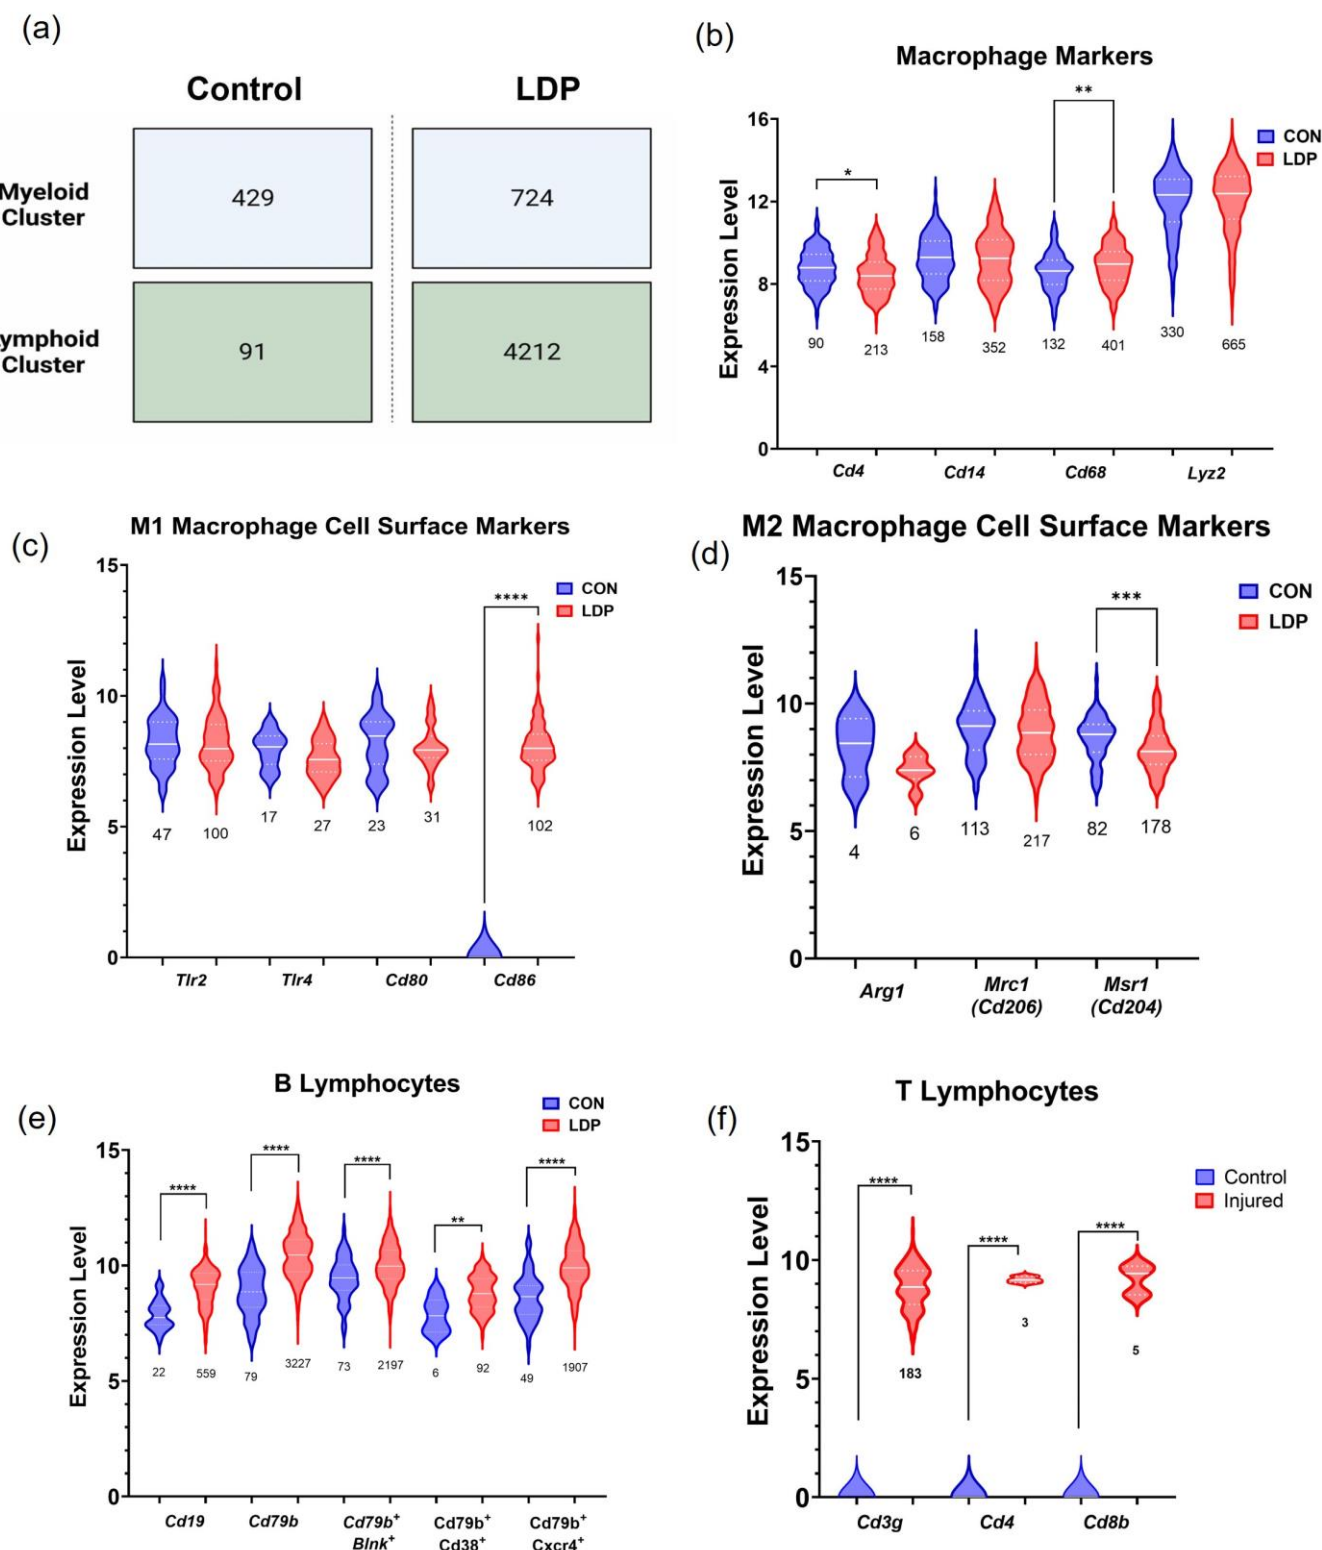 (a)
Control LDP
Myeloid
Cluster
429 724
ymphoid
Cluster
91 4212
(b)
Macrophage Markers
** 
CON
LDP
*
Expression Level
16
12
8
4
0
90 213 158 352 132 401 330 665
Cd4 Cd14 Cd68 Lyz2
(c)
M1 Macrophage Cell Surface Markers
CON
LDP
****
Expression Level
15
10
5
0
47 100 17 27 23 31 102
Tlr2 Tlr4 Cd80 Cd86
(d)
M2 Macrophage Cell Surface Markers
CON
LDP
***
Expression Level
15
10
5
0
4 6 113 217 82 178
Arg1 Mrc1 Msr1
(Cd206) (Cd204)
(e)
B Lymphocytes
CON
LDP
**** **** **** ** ****
Expression Level
15
10
5
0
22 559 79 3227 73 2197 6 92 49 1907
Cd19 Cd79b Cd79b+ Cd79b+ Cd79b+
Blnk+ Cd38+ Cxcr4+
(f)
T Lymphocytes
Control
Injured
**** **** ****
Expression Level
15
10
5
0
183 3 5
Cd3g Cd4 Cd8b